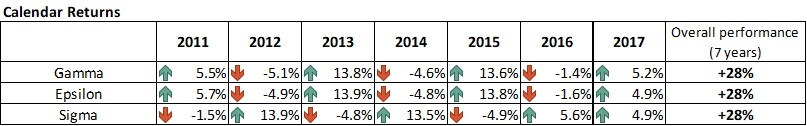 Calendar Returns
2011 2012 2013 2014 2015 2016 2017 Overall performance (7 years)
Gamma 5.5% -5.1% 13.8% -4.6% 13.6% -1.4% 5.2% +28%
Epsilon 5.7% -4.9% 13.9% -4.8% 13.8% -1.6% 4.9% +28%
Sigma -1.5% 13.9% -4.8% 13.5% -4.9% 5.6% 4.9% +28%